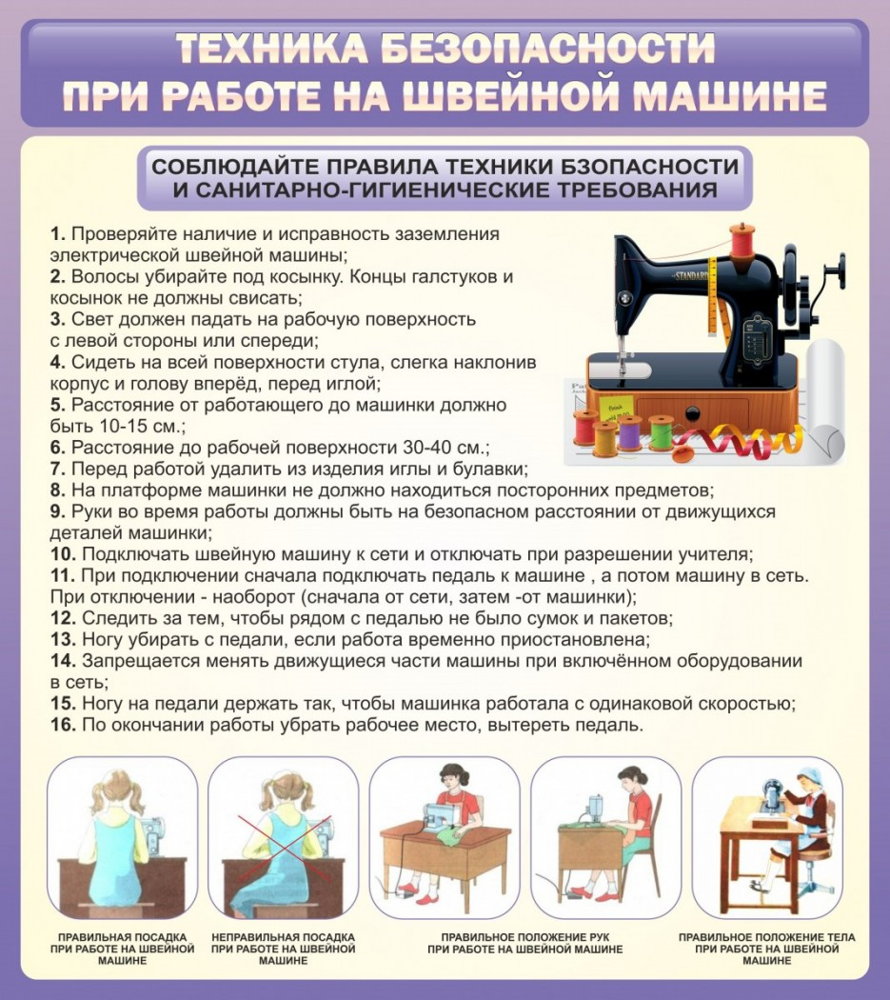 ТЕХНИКА БЕЗОПАСНОСТИ
ПРИ РАБОТЕ НА ШВЕЙНОЙ МАШИНЕ
СОБЛЮДАЙТЕ ПРАВИЛА ТЕХНИКИ БЗОПАСНОСТИ
И САНИТАРНО-ГИГИЕНИЧЕСКИЕ ТРЕБОВАНИЯ
1. Проверяйте наличие и исправность заземления
электрической швейной машины;
2. Волосы убирайте под косынку. Концы галстуков и
косынок не должны свисать;
3. Свет должен падать на рабочую поверхность
с левой стороны или спереди;
4. Сидеть на всей поверхности стула, слегка наклонив
корпус и голову вперёд, перед иглой;
5. Расстояние от работающего до машинки должно
быть 10-15 см.;
6. Расстояние до рабочей поверхности 30-40 см.;
7. Перед работой удалить из изделия иглы и булавки;
8. На платформе машинки не должно находиться посторонних предметов;
9. Руки во время работы должны быть на безопасном расстоянии от движущихся
деталей машинки;
10. Подключать швейную машину к сети и отключать при разрешении учителя;
11. При подключении сначала подключать педаль к машине , а потом машину в сеть.
При отключении - наоборот (сначала от сети, затем -от машинки);
12. Следить за тем, чтобы рядом с педалью не было сумок и пакетов;
13. Ногу убирать с педали, если работа временно приостановлена;
14. Запрещается менять движущиеся части машины при включённом оборудовании
в сеть;
15. Ногу на педали держать так, чтобы машинка работала с одинаковой скоростью;
16. По окончании работы убрать рабочее место, вытереть педаль.
STANDARD
ПРАВИЛЬНАЯ ПОСАДКА
ПРИ РАБОТЕ НА ШВЕЙНОЙ
МАШИНЕ
НЕПРАВИЛЬНАЯ ПОСАДКА
ПРИ РАБОТЕ НА ШВЕЙНОЙ
МАШИНЕ
ПРАВИЛЬНОЕ ПОЛОЖЕНИЕ РУК
ПРИ РАБОТЕ НА ШВЕЙНОЙ МАШИНЕ
ПРАВИЛЬНОЕ ПОЛОЖЕНИЕ ТЕЛА
ПРИ РАБОТЕ НА ШВЕЙНОЙ
МАШИНЕ